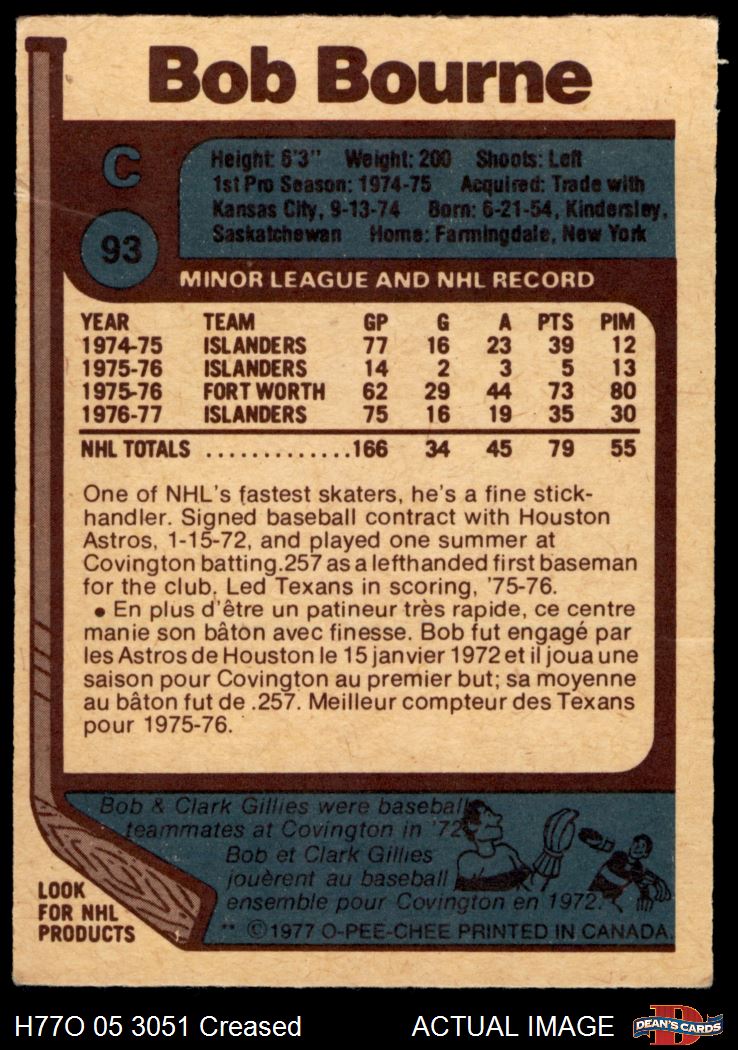 Bob Bourne
C
93
Height: 6'3" Weight: 200 Shoots: Left
1st Pro Season: 1974-75 Acquired: Trade with
Kansas City, 9-13-74 Born: 6-21-54, Kindersley,
Saskatchewan Home: Farmingdale, New York
MINOR LEAGUE AND NHL RECORD
YEAR TEAM GP G A PTS PIM
1974-75 ISLANDERS 77 16 23 39 12
1975-76 ISLANDERS 14 2 3 5 13
1975-76 FORT WORTH 62 29 44 73 80
1976-77 ISLANDERS 75 16 19 35 30
NHL TOTALS .............166 34 45 79 55
One of NHL's fastest skaters, he's a fine stick-
handler. Signed baseball contract with Houston
Astros, 1-15-72, and played one summer at
Covington batting.257 as a lefthanded first baseman
for the club. Led Texans in scoring, '75-76.
• En plus d'être un patineur très rapide, ce centre
manie son bâton avec finesse. Bob fut engagé par
les Astros de Houston le 15 janvier 1972 et il joua une
saison pour Covington au premier but; sa moyenne
au bâton fut de .257. Meilleur compteur des Texans
pour 1975-76.
Bob & Clark Gillies were baseball
teammates at Covington in '72
Bob et Clark Gillies
jouèrent au baseball
ensemble pour Covington en 1972.
** ©1977 O-PEE-CHEE PRINTED IN CANADA.
LOOK
FOR NHL
PRODUCTS
H77O 05 3051 Creased ACTUAL IMAGE
D
DEAN'S CARDS